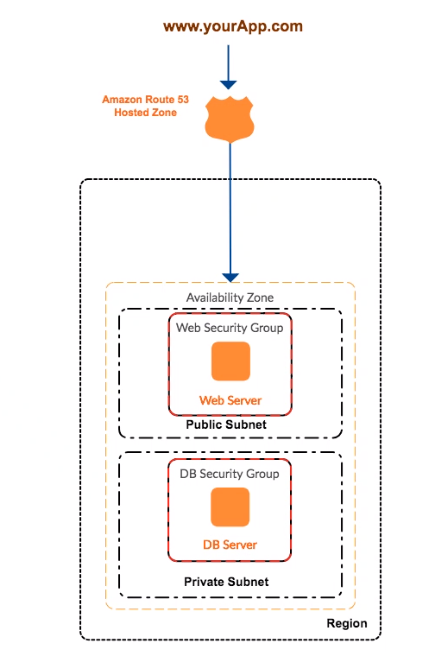 www.yourApp.com
Amazon Route 53
Hosted Zone
Availability Zone
Web Security Group
Web Server
Public Subnet
DB Security Group
DB Server
Private Subnet
Region